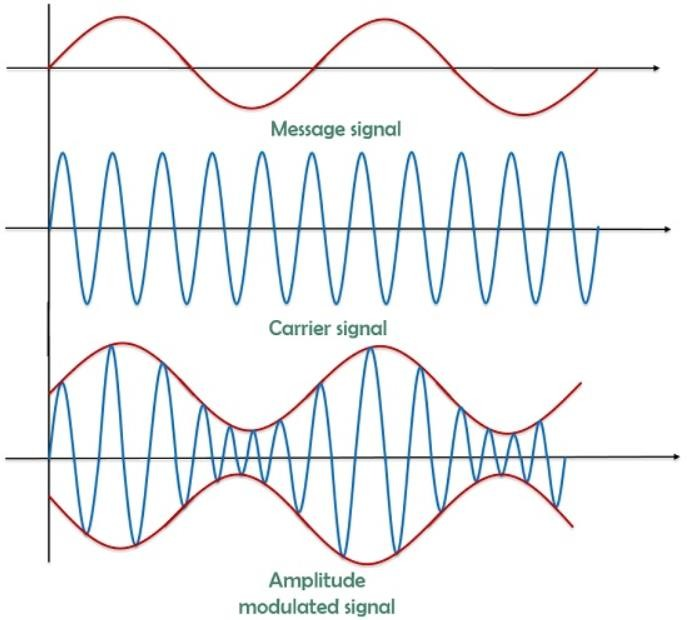 Message signal
Carrier signal
Amplitude
modulated signal